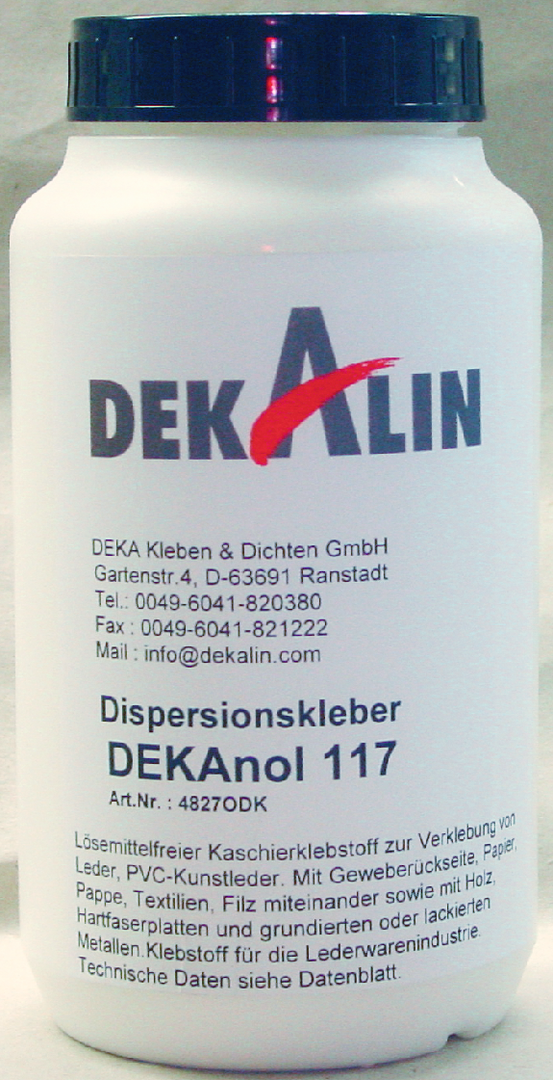 DEKALIN
DEKA Kleben & Dichten GmbH
Gartenstr.4, D-63691 Ranstadt
Tel.: 0049-6041-820380
Fax : 0049-6041-821222
Mail : info@dekalin.com
Dispersionskleber
DEKAnol 117
Art.Nr. : 4827ODK
Lösemittelfreier Kaschierklebstoff zur Verklebung von
Leder, PVC-Kunstleder. Mit Geweberückseite, Papier,
Pappe, Textilien, Filz miteinander sowie mit Holz,
Hartfaserplatten und grundierten oder lackierten
Metallen.Klebstoff für die Lederwarenindustrie.
Technische Daten siehe Datenblatt.